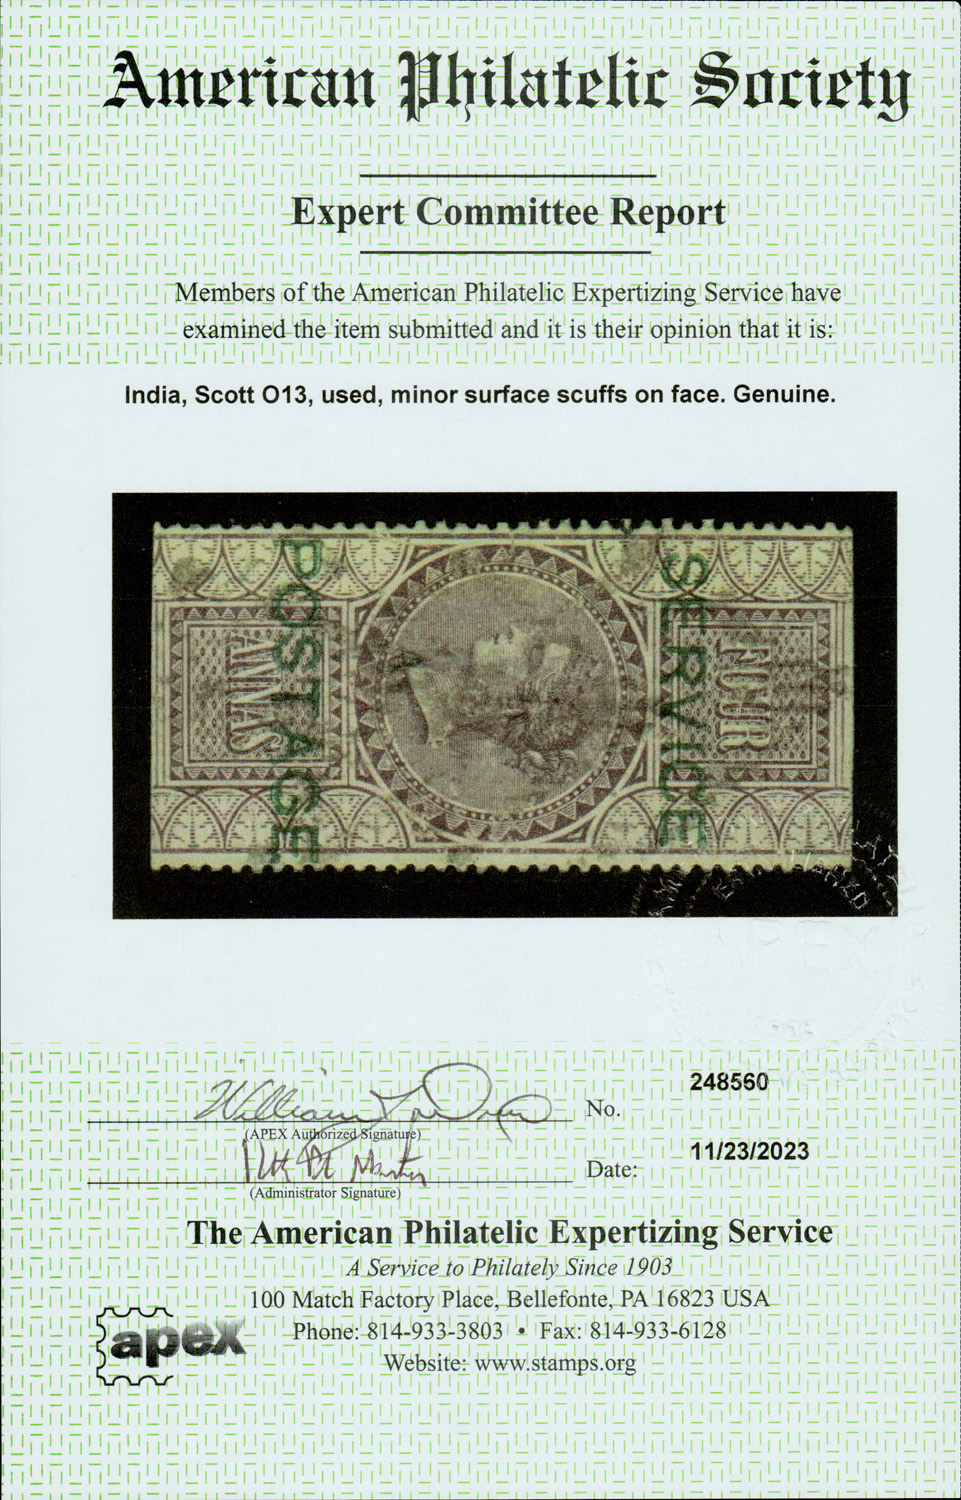 American Philatelic Society
Expert Committee Report
Members of the American Philatelic Expertizing Service have
examined the item submitted and it is their opinion that it is:
India, Scott O13, used, minor surface scuffs on face. Genuine.
POSTAGE
SERVICE
ANNAS
FOUR
248560
No.
(APEX Authorized Signature)
11/23/2023
Date:
(Administrator Signature)
The American Philatelic Expertizing Service
A Service to Philately Since 1903
100 Match Factory Place, Bellefonte, PA 16823 USA
Phone: 814-933-3803 • Fax: 814-933-6128
Website: www.stamps.org
apex